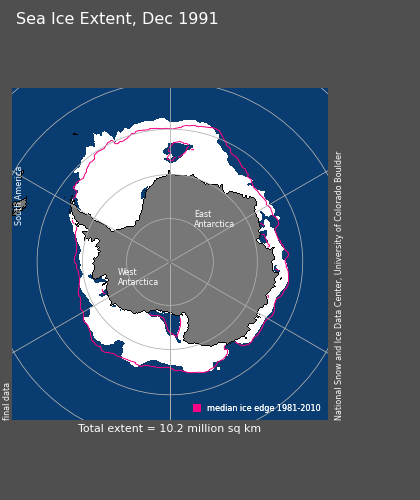 Sea Ice Extent, Dec 1991
South America
East
Antarctica
West
Antarctica
National Snow and Ice Data Center, University of Colorado Boulder
final data
median ice edge 1981-2010
Total extent = 10.2 million sq km